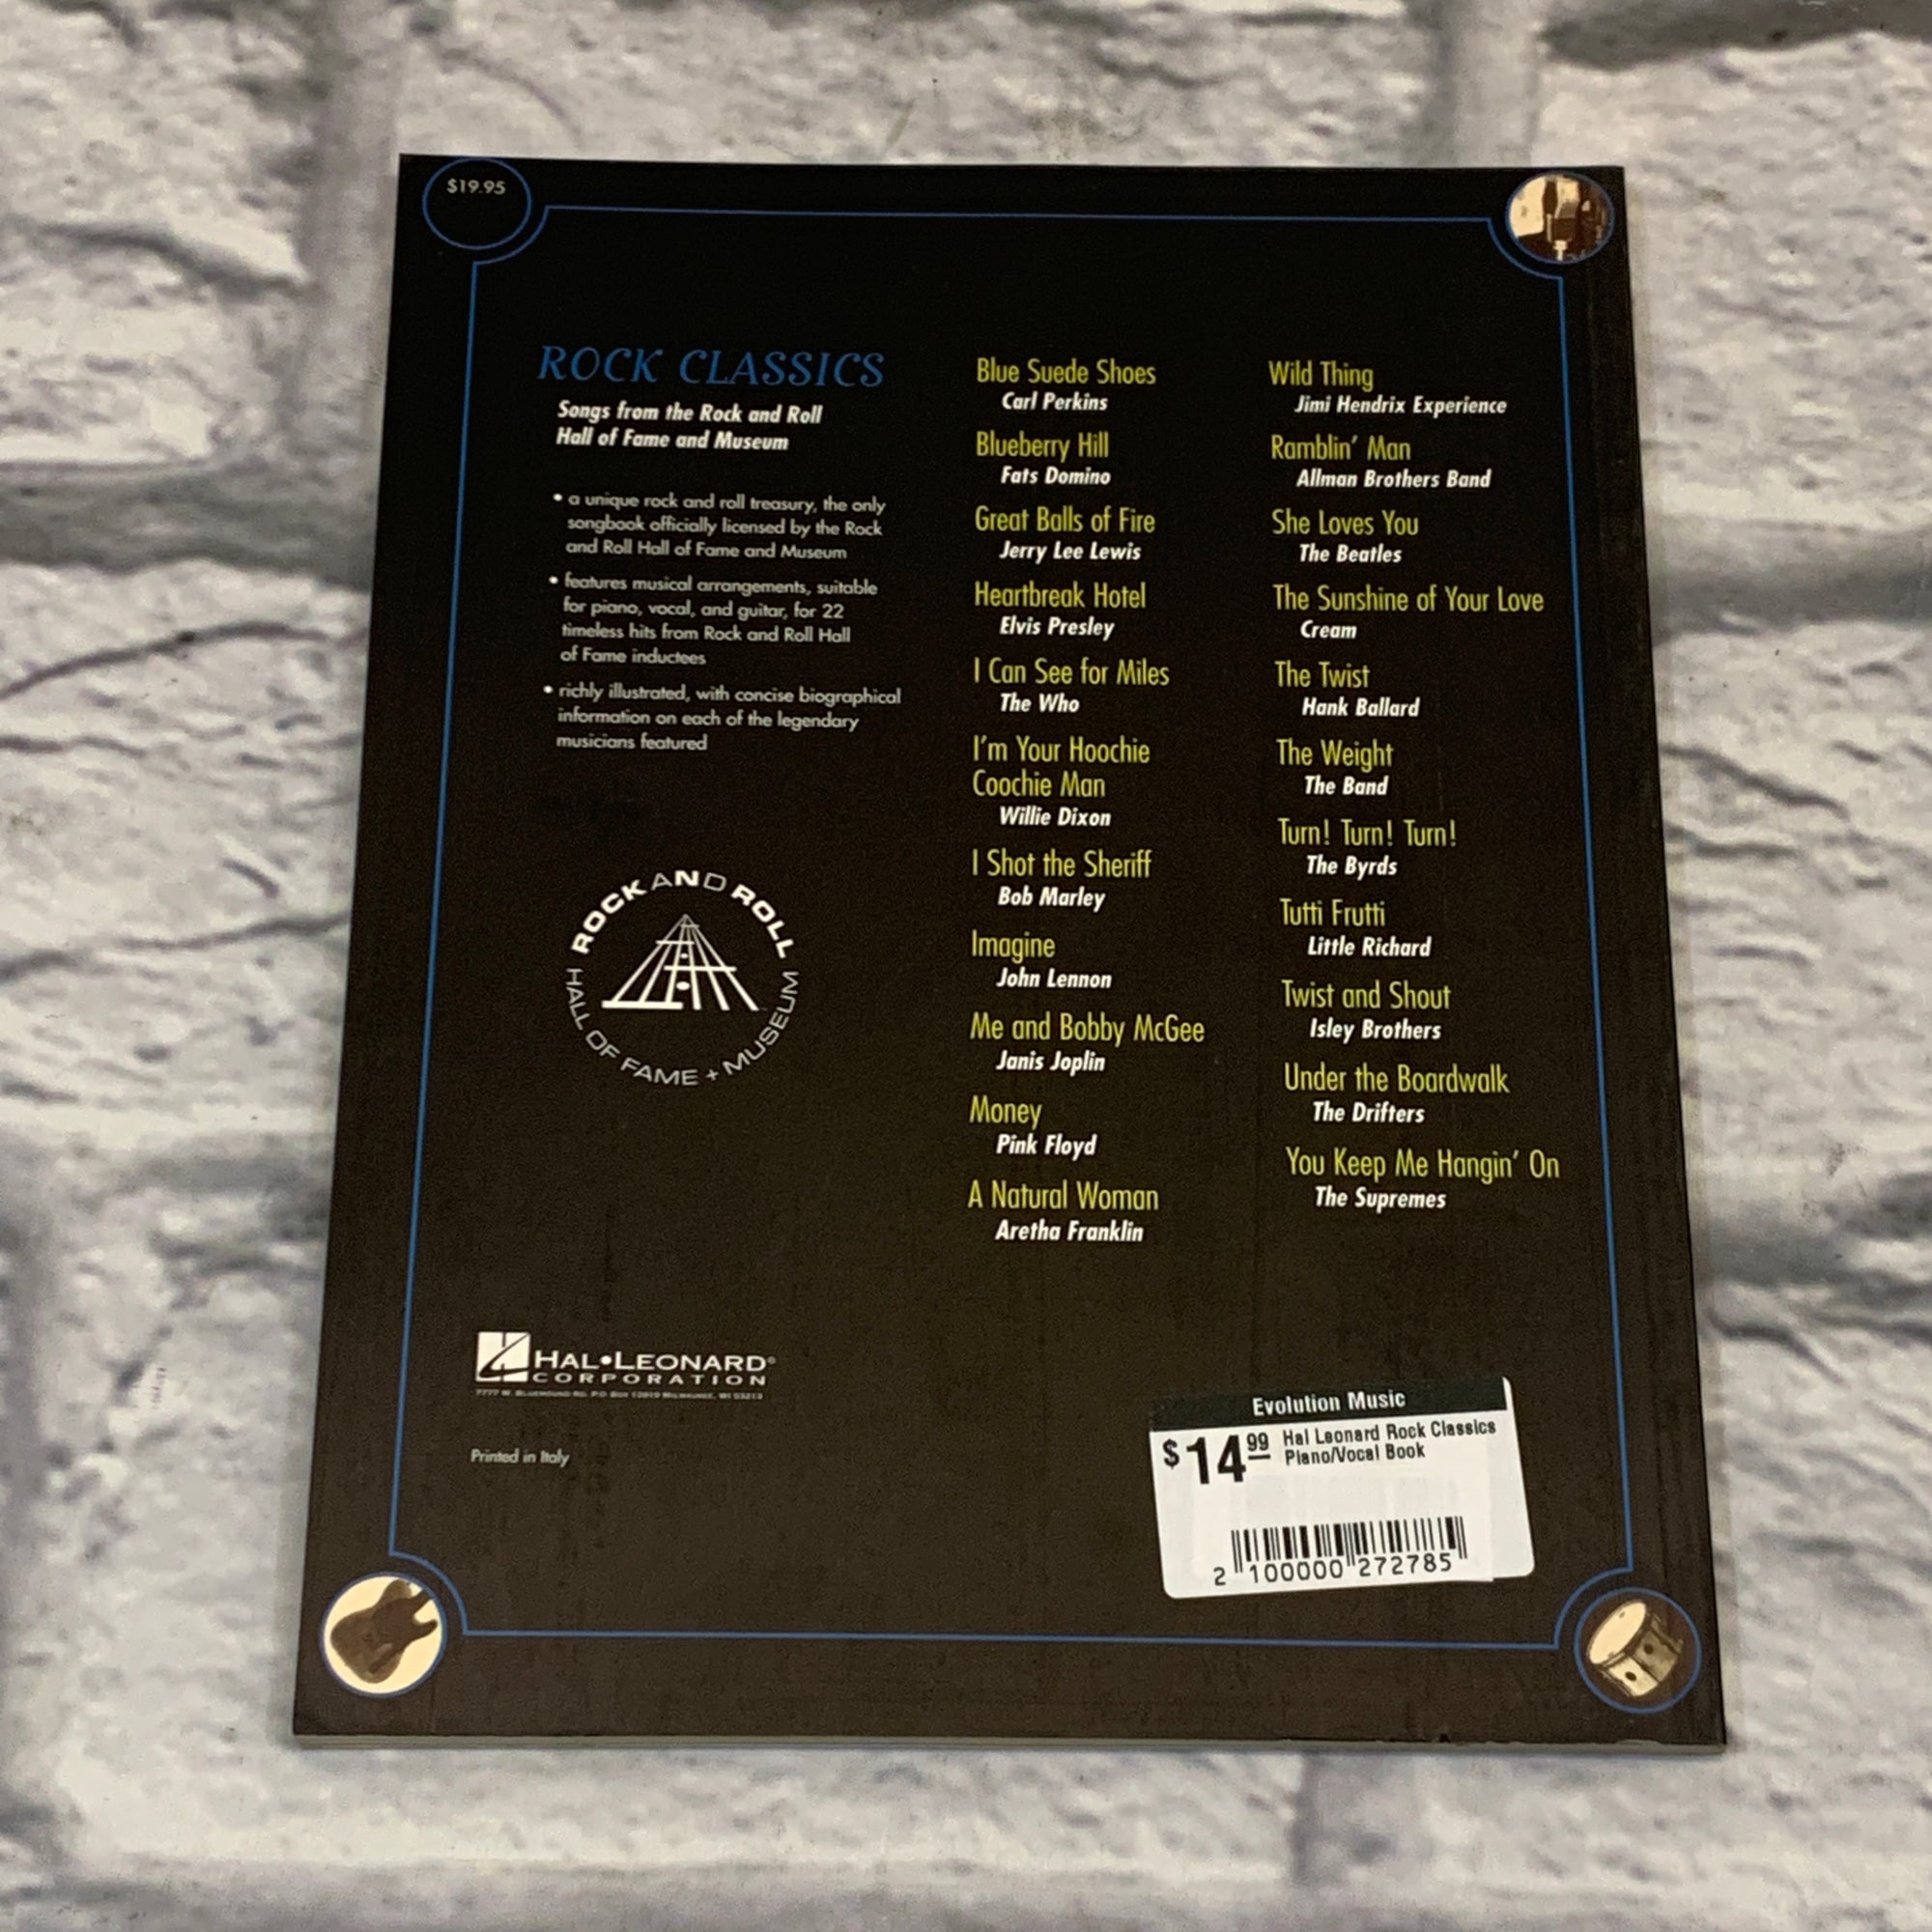 $19.95
ROCK CLASSICS
Songs from the Rock and Roll
Hall of Fame and Museum
• a unique rock and roll treasury, the only
songbook officially licensed by the Rock
and Roll Hall of Fame and Museum
• features musical arrangements, suitable
for piano, vocal, and guitar, for 22
timeless hits from Rock and Roll Hall
of Fame inductees
• richly illustrated, with concise biographical
information on each of the legendary
musicians featured
ROCK AND ROLL
HALL OF FAME + MUSEUM
HAL•LEONARD®
CORPORATION
7777 W. BLUEMOUND RD. P.O. BOX 13819 MILWAUKEE, WI 53213
Printed in Italy
Blue Suede Shoes
Carl Perkins
Blueberry Hill
Fats Domino
Great Balls of Fire
Jerry Lee Lewis
Heartbreak Hotel
Elvis Presley
I Can See for Miles
The Who
I'm Your Hoochie
Coochie Man
Willie Dixon
I Shot the Sheriff
Bob Marley
Imagine
John Lennon
Me and Bobby McGee
Janis Joplin
Money
Pink Floyd
A Natural Woman
Aretha Franklin
Wild Thing
Jimi Hendrix Experience
Ramblin' Man
Allman Brothers Band
She Loves You
The Beatles
The Sunshine of Your Love
Cream
The Twist
Hank Ballard
The Weight
The Band
Turn! Turn! Turn!
The Byrds
Tutti Frutti
Little Richard
Twist and Shout
Isley Brothers
Under the Boardwalk
The Drifters
You Keep Me Hangin' On
The Supremes
Evolution Music
$14.99 Hal Leonard Rock Classics
Piano/Vocal Book
2 100000 272785